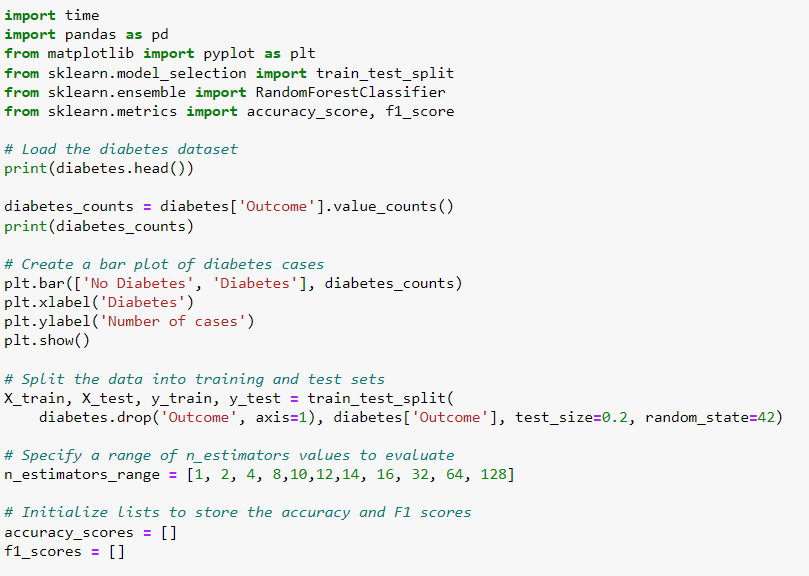 import time
import pandas as pd
from matplotlib import pyplot as plt
from sklearn.model_selection import train_test_split
from sklearn.ensemble import RandomForestClassifier
from sklearn.metrics import accuracy_score, f1_score

# Load the diabetes dataset
print(diabetes.head())

diabetes_counts = diabetes['Outcome'].value_counts()
print(diabetes_counts)

# Create a bar plot of diabetes cases
plt.bar(['No Diabetes', 'Diabetes'], diabetes_counts)
plt.xlabel('Diabetes')
plt.ylabel('Number of cases')
plt.show()

# Split the data into training and test sets
X_train, X_test, y_train, y_test = train_test_split(
    diabetes.drop('Outcome', axis=1), diabetes['Outcome'], test_size=0.2, random_state=42)

# Specify a range of n_estimators values to evaluate
n_estimators_range = [1, 2, 4, 8,10,12,14, 16, 32, 64, 128]

# Initialize lists to store the accuracy and F1 scores
accuracy_scores = []
f1_scores = []